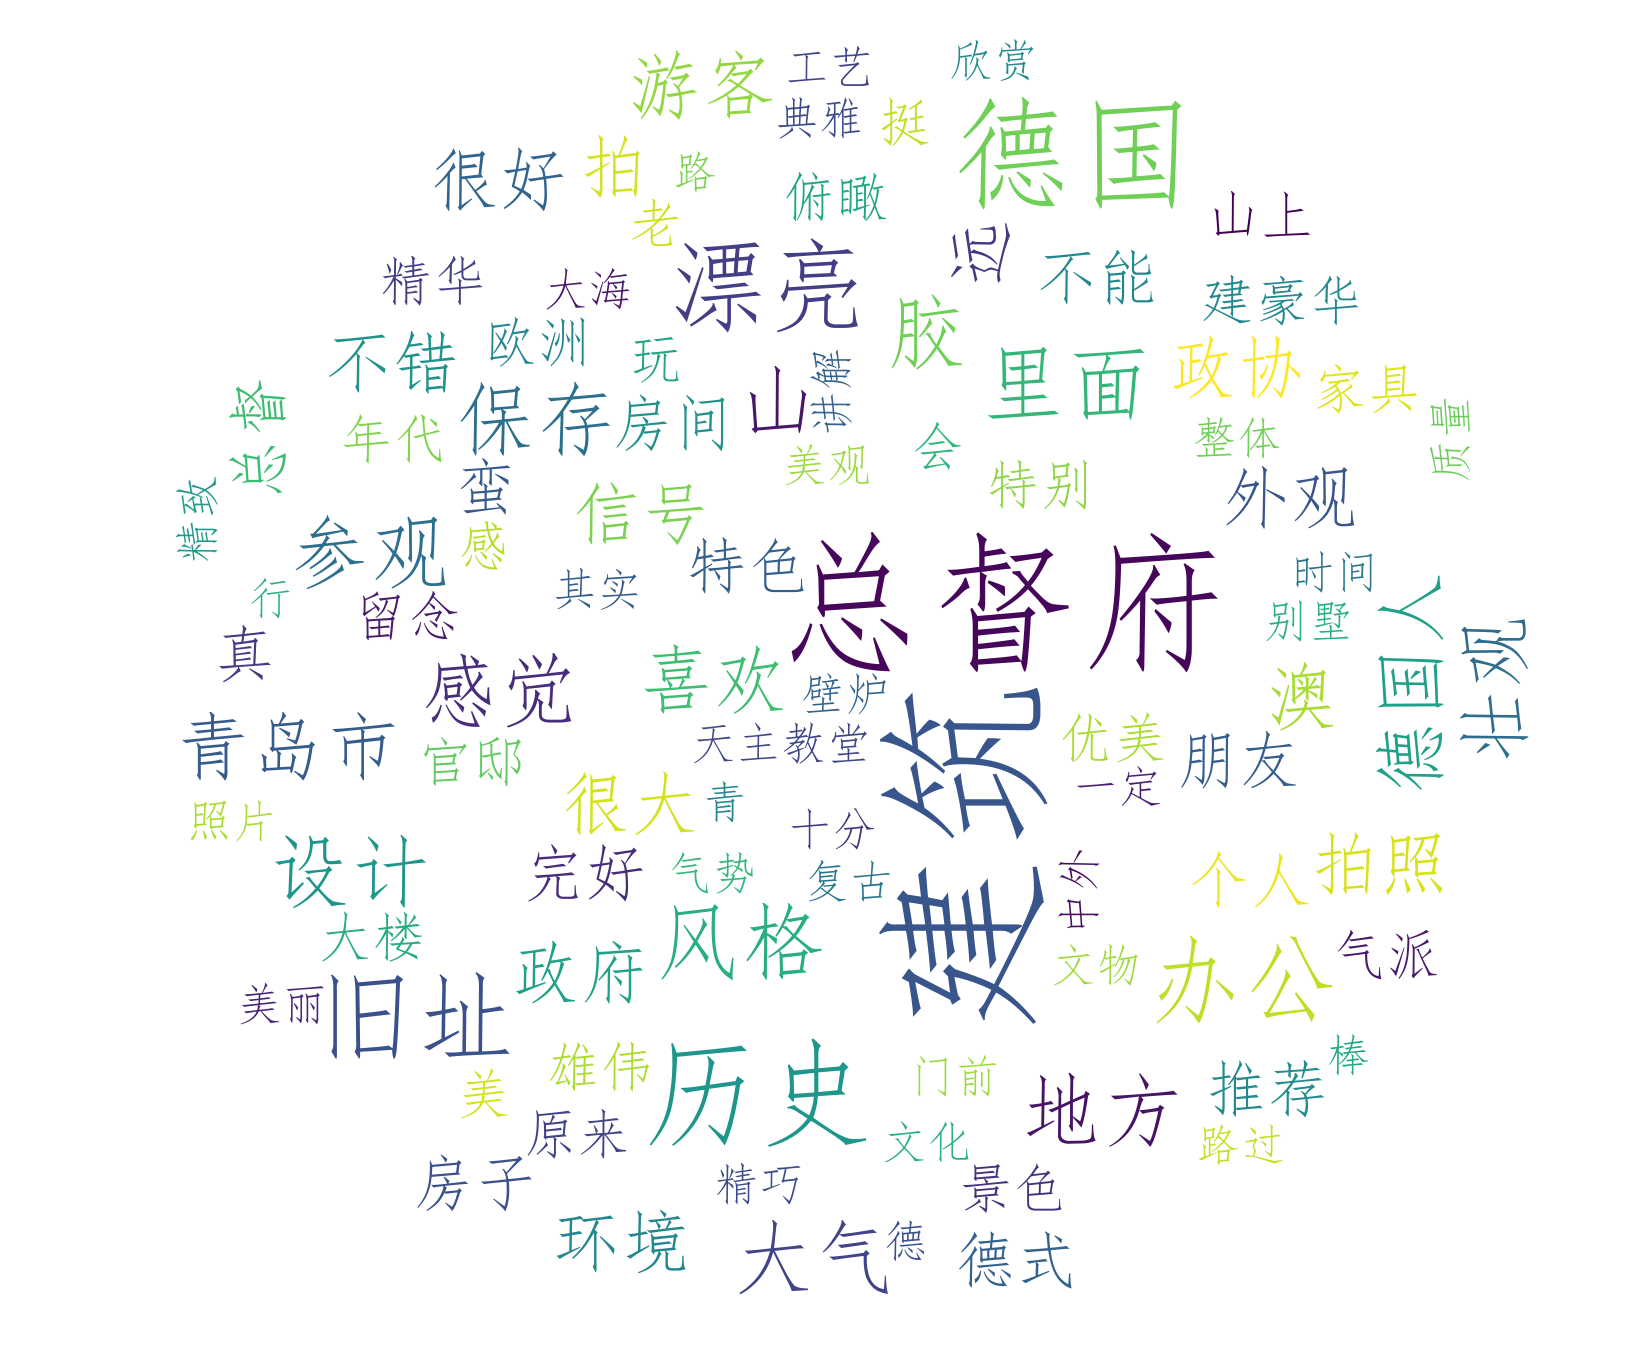 游客
工艺
欣赏
典雅
挺
德国
很好
拍
路
俯瞰
老
山上
远
漂亮
精华
大海
不能
建豪华
胶
不错
欧洲
玩
讲解
里面
政协
家具
总督
保存
房间
山
年代
会
整体
质量
美观
特别
外观
蛮
信号
精致
参观
感
特色
总督府
时间
行
留念
其实
别墅
德国人
壮观
真
感觉
喜欢
壁炉
澳
青岛市
官邸
天主教堂
建筑
优美
朋友
一定
照片
很大
青
十分
设计
完好
气势
复古
中外
个人
拍照
大楼
政府
风格
文物
办公
气派
美丽
旧址
历史
雄伟
美
门前
地方
推荐
棒
原来
文化
路过
房子
精巧
景色
环境
大气
德
德式